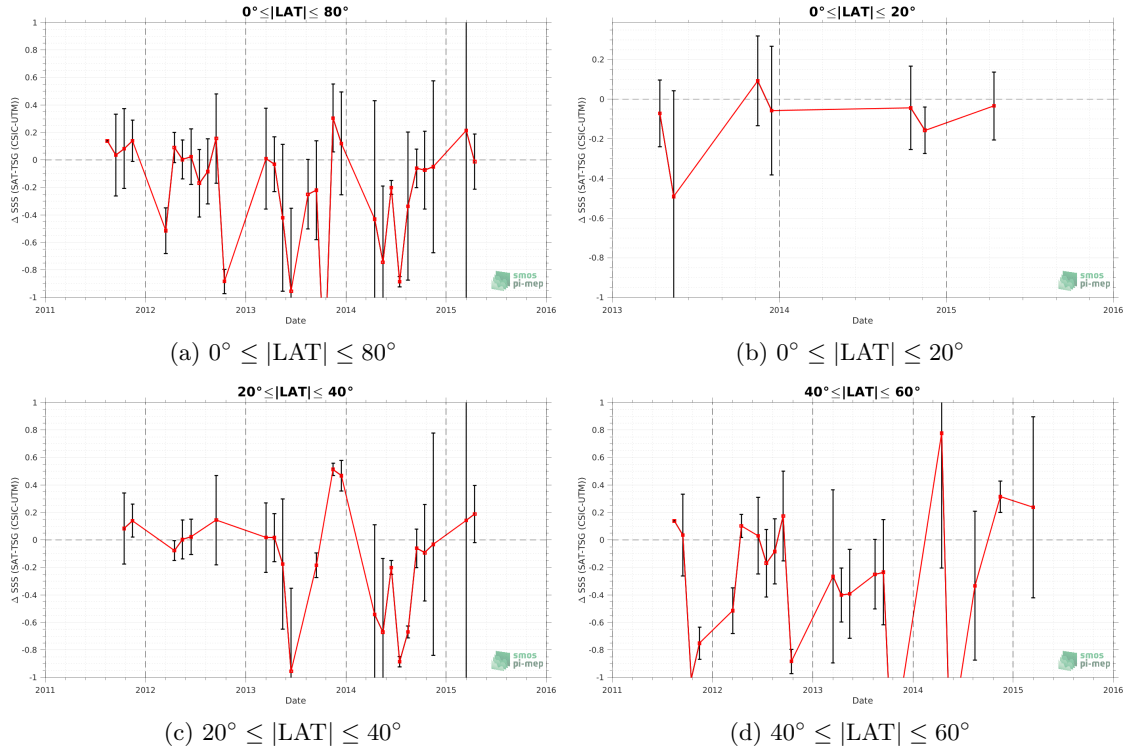 0°≤|LAT|≤ 80°
Δ SSS (SAT-TSG (CSIC-UTM))
1
0.8
0.6
0.4
0.2
0
-0.2
-0.4
-0.6
-0.8
-1
2011 2012 2013 2014 2015 2016
Date
smos
pi-mep
(a) 0° ≤ |LAT| ≤ 80°
0°≤|LAT|≤ 20°
Δ SSS (SAT-TSG (CSIC-UTM))
0.2
0
-0.2
-0.4
-0.6
-0.8
-1
2013 2014 2015 2016
Date
smos
pi-mep
(b) 0° ≤ |LAT| ≤ 20°
20°≤|LAT|≤ 40°
Δ SSS (SAT-TSG (CSIC-UTM))
1
0.8
0.6
0.4
0.2
0
-0.2
-0.4
-0.6
-0.8
-1
2011 2012 2013 2014 2015 2016
Date
smos
pi-mep
(c) 20° ≤ |LAT| ≤ 40°
40°≤|LAT|≤ 60°
Δ SSS (SAT-TSG (CSIC-UTM))
1
0.8
0.6
0.4
0.2
0
-0.2
-0.4
-0.6
-0.8
-1
2011 2012 2013 2014 2015 2016
Date
smos
pi-mep
(d) 40° ≤ |LAT| ≤ 60°